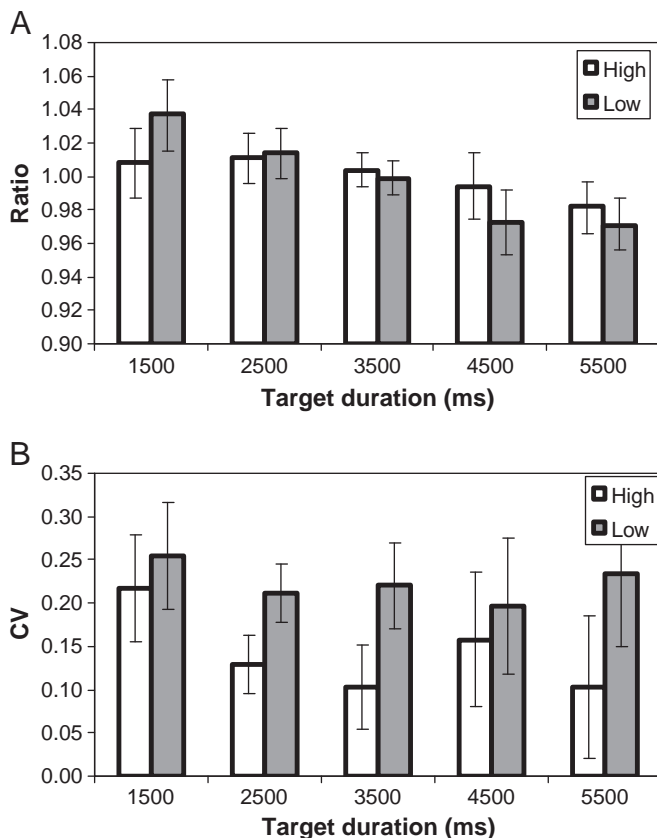 A
1.08
1.06
1.04
1.02
1.00
0.98
0.96
0.94
0.92
0.90
Ratio
High
Low
1500 2500 3500 4500 5500
Target duration (ms)
B
0.35
0.30
0.25
0.20
0.15
0.10
0.05
0.00
CV
High
Low
1500 2500 3500 4500 5500
Target duration (ms)